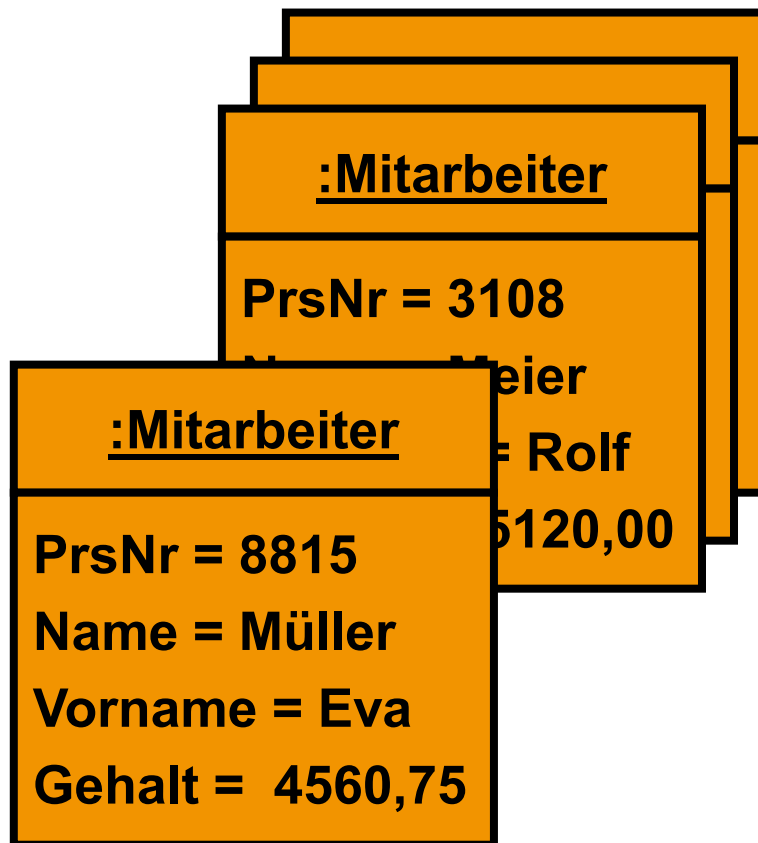 :Mitarbeiter
PrsNr = 3108
eier
= Rolf
5120,00
:Mitarbeiter
PrsNr = 8815
Name = Müller
Vorname = Eva
Gehalt = 4560,75